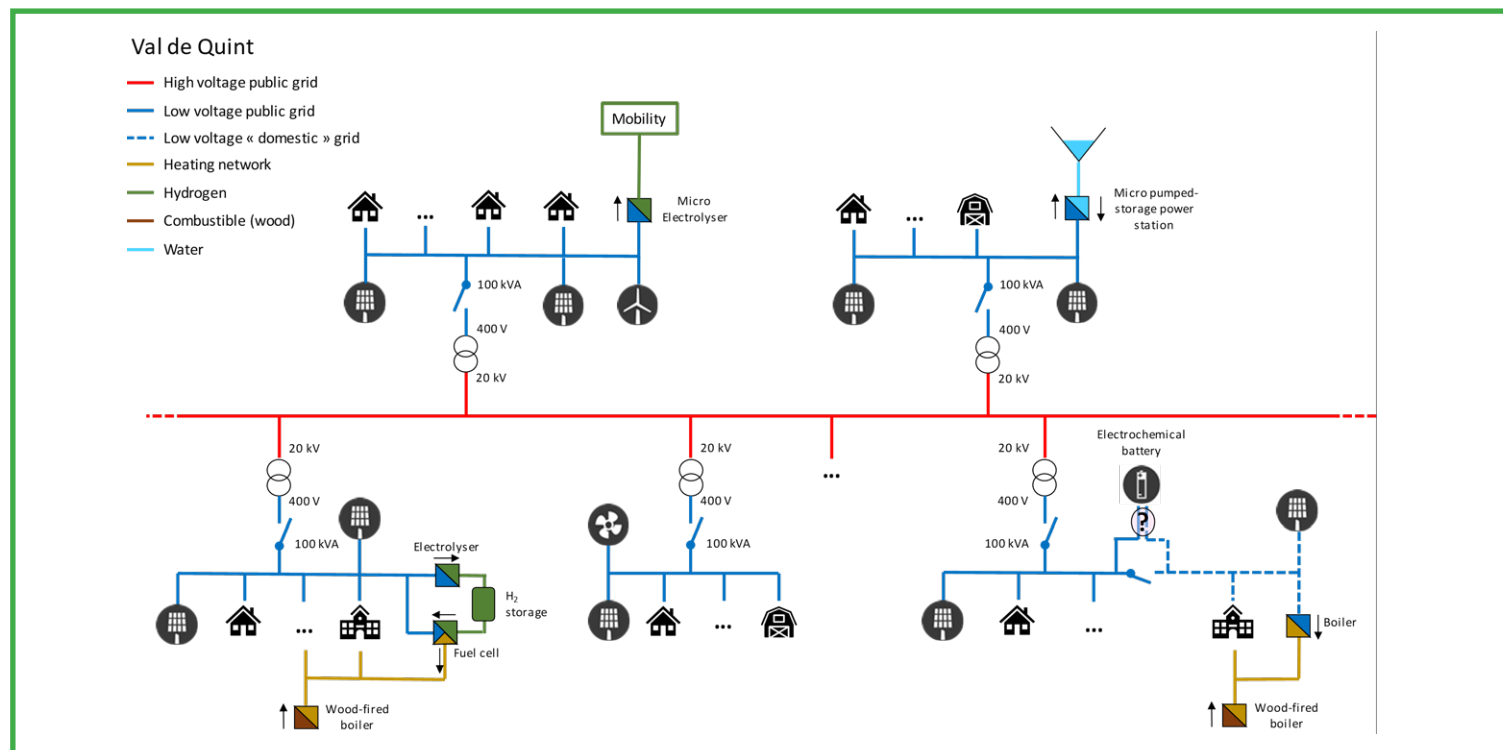 Val de Quint
High voltage public grid
Low voltage public grid
Low voltage « domestic » grid
Heating network
Hydrogen
Combustible (wood)
Water
Mobility
Micro
Electrolyser
...
100 kVA
400 V
20 kV
Micro pumped-
storage power
station
...
100 kVA
400 V
20 kV
20 kV
400 V
100 kVA
Electrolyser
H2
storage
...
Fuel cell
Wood-fired
boiler
20 kV
400 V
100 kVA
...
...
20 kV
400 V
100 kVA
Electrochemical
battery
?
...
Boiler
Wood-fired
boiler